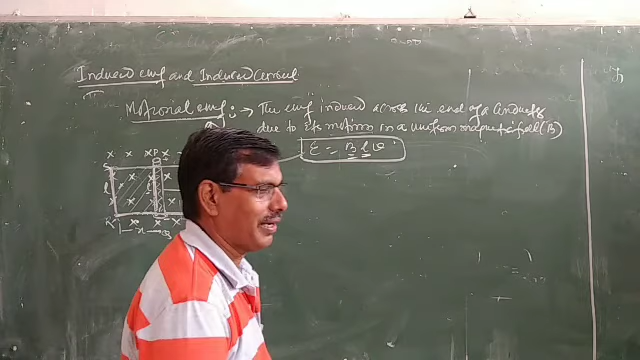 Induced emf and Induced Current
Motional emf :→ The emf induced across the end of a Conductor
due to its motion in a uniform magnetic field (B)
ε = B l v
x x x P x
x x x
x x
x x x x
|— x —| B